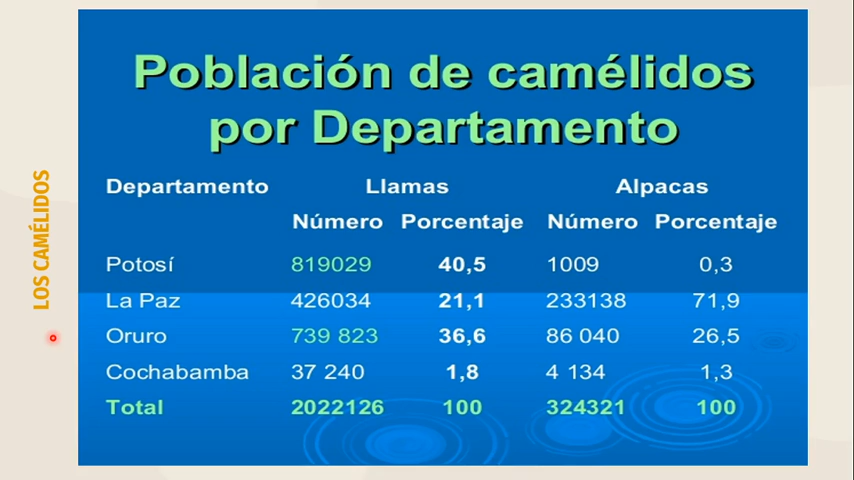 LOS CAMÉLIDOS
Población de camélidos
por Departamento
Departamento Llamas Alpacas
Número Porcentaje Número Porcentaje
Potosí 819029 40,5 1009 0,3
La Paz 426034 21,1 233138 71,9
Oruro 739 823 36,6 86 040 26,5
Cochabamba 37 240 1,8 4 134 1,3
Total 2022126 100 324321 100